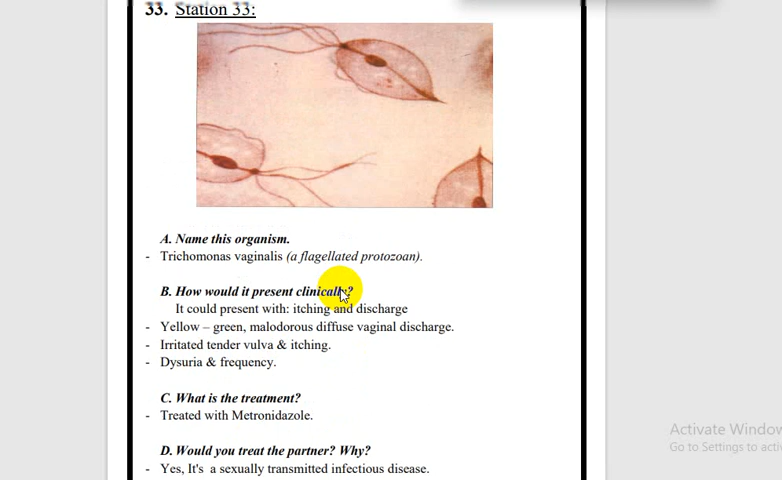 33. Station 33:
A. Name this organism.
- Trichomonas vaginalis (a flagellated protozoan).
B. How would it present clinically?
It could present with: itching and discharge
- Yellow – green, malodorous diffuse vaginal discharge.
- Irritated tender vulva & itching.
- Dysuria & frequency.
C. What is the treatment?
- Treated with Metronidazole.
D. Would you treat the partner? Why?
- Yes, It's a sexually transmitted infectious disease.
Activate Window
Go to Settings to acti